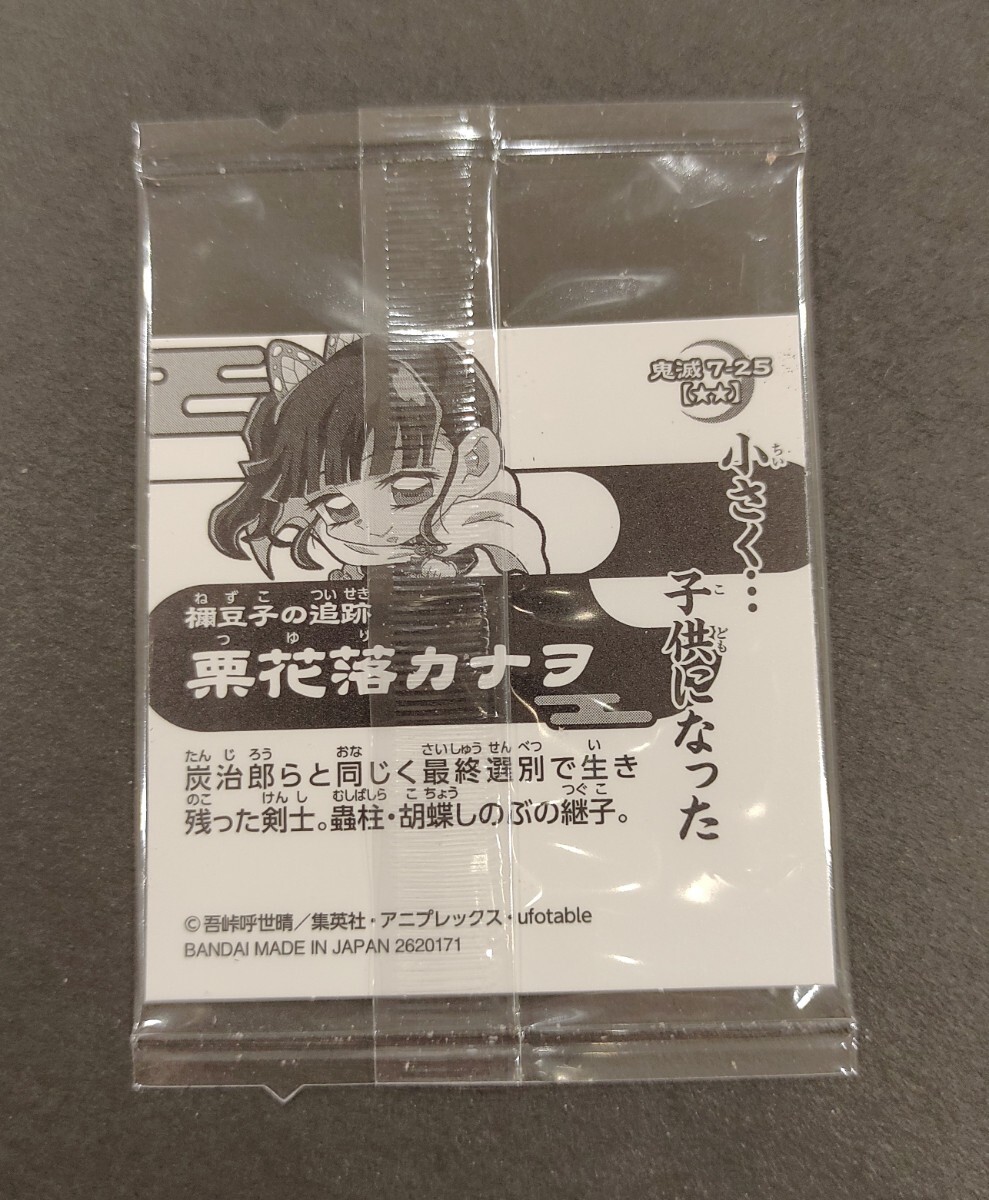 鬼滅 7-25
[★★]
小さく…
子供になった
禰豆子の追跡
栗花落カナヲ
炭治郎らと同じく最終選別で生き
残った剣士。蟲柱・胡蝶しのぶの継子。
©吾峠呼世晴／集英社・アニプレックス・ufotable
BANDAI MADE IN JAPAN 2620171